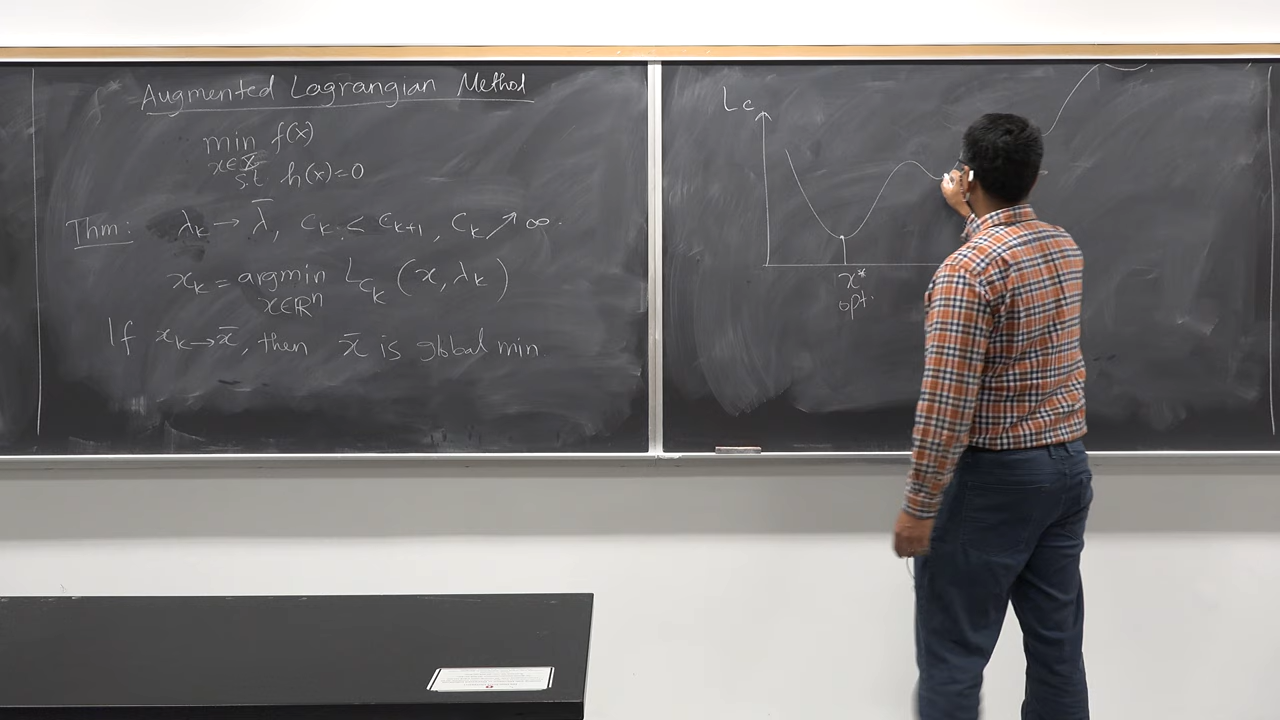 Augmented Lagrangian Method
min f(x)
x∈X
s.t h(x)=0
Thm: λₖ → λ̄, cₖ < cₖ₊₁, cₖ ↗ ∞.
xₖ = argmin L_cₖ (x, λₖ)
x∈ℝⁿ
If xₖ→x̄, then x̄ is global min.
Lc
x*
opt.